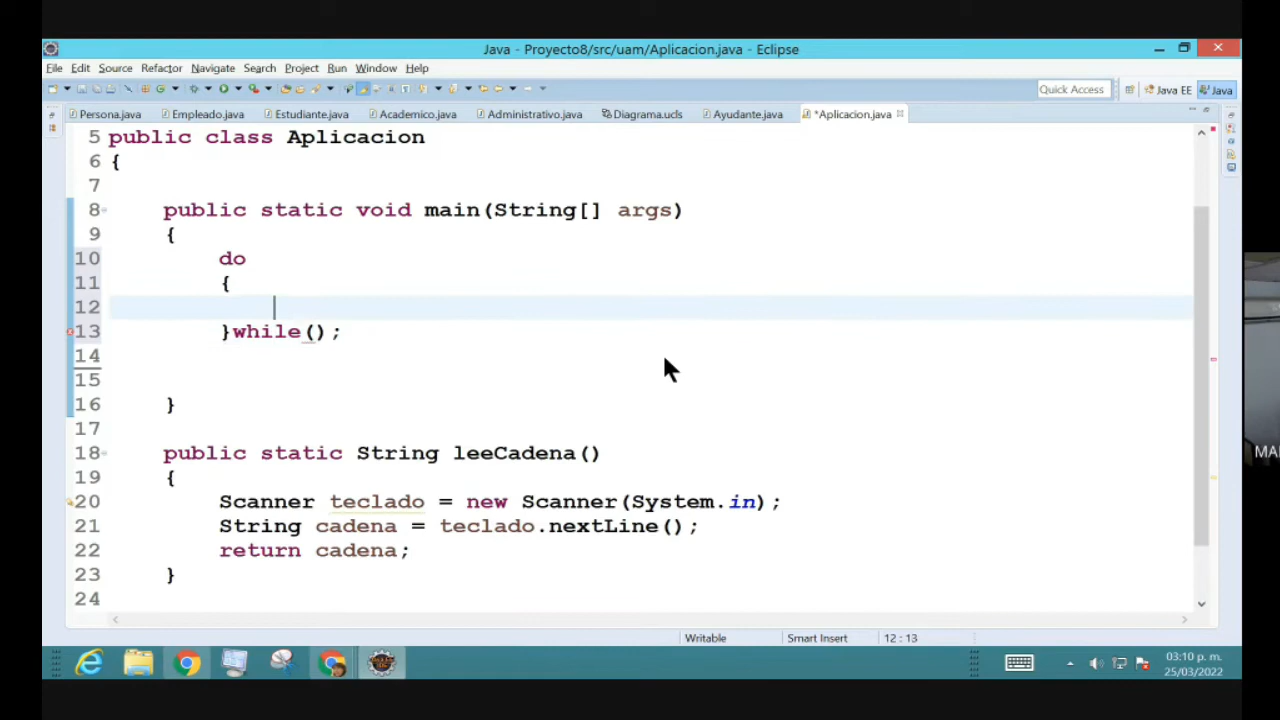 Java - Proyecto8/src/uam/Aplicacion.java - Eclipse
File Edit Source Refactor Navigate Search Project Run Window Help
Quick Access Java EE Java
Persona.java Empleado.java Estudiante.java Academico.java Administrativo.java Diagrama.ucls Ayudante.java *Aplicacion.java
5 public class Aplicacion
6 {
7
8 public static void main(String[] args)
9 {
10 do
11 {
12
13 }while();
14
15
16 }
17
18 public static String leeCadena()
19 {
20 Scanner teclado = new Scanner(System.in);
21 String cadena = teclado.nextLine();
22 return cadena;
23 }
24
MA
Writable Smart Insert 12 : 13
03:10 p. m.
25/03/2022